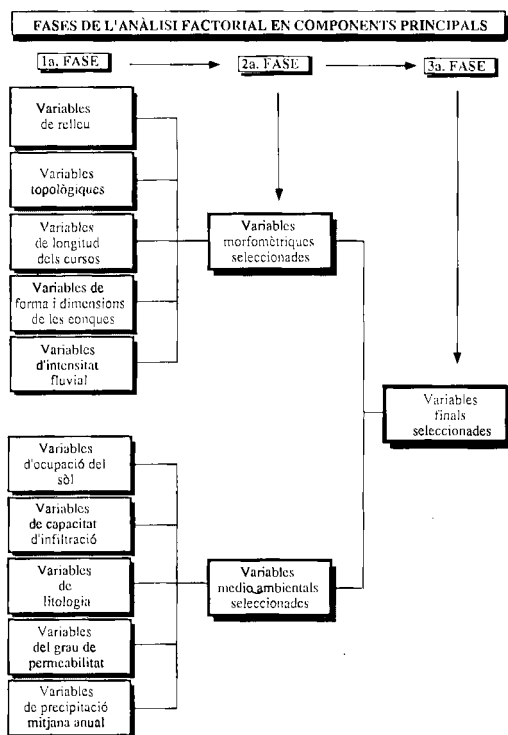 FASES DE L'ANÀLISI FACTORIAL EN COMPONENTS PRINCIPALS
1a. FASE
2a. FASE
3a. FASE
Variables
de relleu
Variables
topològiques
Variables
de longitud
dels cursos
Variables de
forma i dimensions
de les conques
Variables
d'intensitat
fluvial
Variables
morfomètriques
seleccionades
Variables
finals
seleccionades
Variables
d'ocupació del
sòl
Variables
de capacitat
d'infiltració
Variables
de
litologia
Variables
del grau de
permeabilitat
Variables
de precipitació
mitjana anual
Variables
medio ambientals
seleccionades